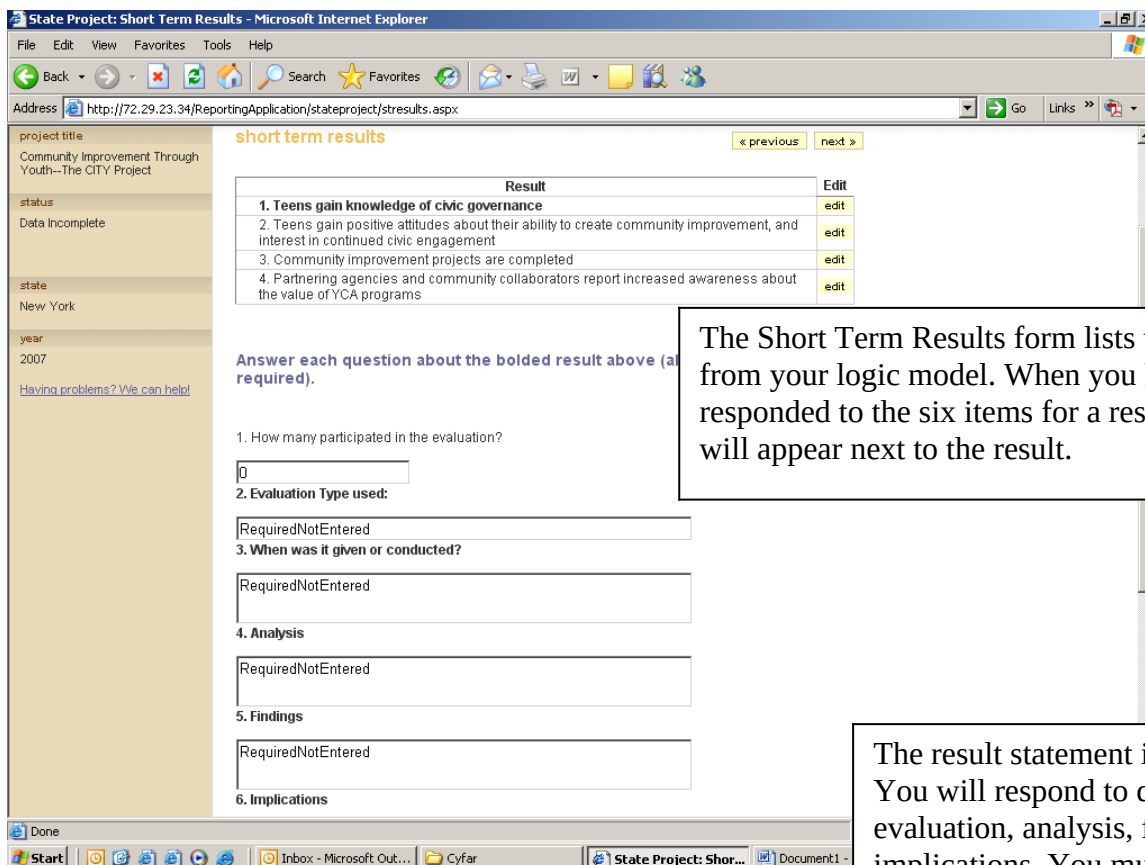 State Project: Short Term Results - Microsoft Internet Explorer
File Edit View Favorites Tools Help
Back Search Favorites
Address http://72.29.23.34/ReportingApplication/stateproject/stresults.aspx Go Links »
project title
Community Improvement Through
Youth--The CITY Project
status
Data Incomplete
state
New York
year
2007
Having problems? We can help!
short term results
« previous next »
Result Edit
1. Teens gain knowledge of civic governance edit
2. Teens gain positive attitudes about their ability to create community improvement, and
interest in continued civic engagement edit
3. Community improvement projects are completed edit
4. Partnering agencies and community collaborators report increased awareness about
the value of YCA programs edit
Answer each question about the bolded result above
required).
The Short Term Results form lists
from your logic model. When you
responded to the six items for a
will appear next to the result.
1. How many participated in the evaluation?
0
2. Evaluation Type used:
RequiredNotEntered
3. When was it given or conducted?
RequiredNotEntered
4. Analysis
RequiredNotEntered
5. Findings
RequiredNotEntered
6. Implications
The result statement
You will respond to
evaluation, analysis,
implications. You
Done
Start Inbox - Microsoft Out... Cyfar State Project: Shor... Document1 -